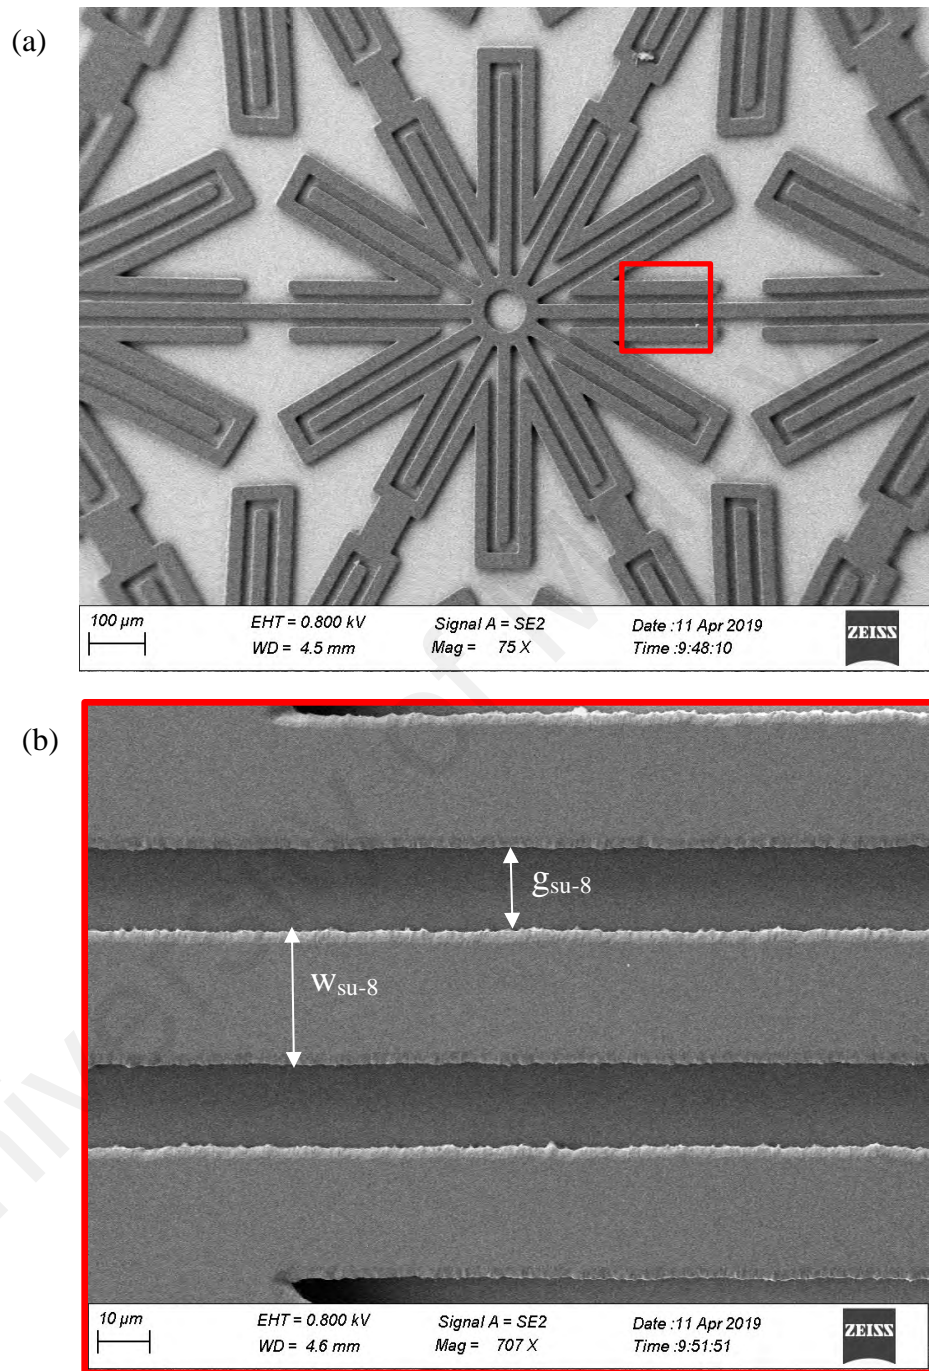 (a)
100 µm
EHT = 0.800 kV Signal A = SE2 Date :11 Apr 2019
WD = 4.5 mm Mag = 75 X Time :9:48:10
ZEISS
(b)
g su-8
w su-8
10 µm
EHT = 0.800 kV Signal A = SE2 Date :11 Apr 2019
WD = 4.6 mm Mag = 707 X Time :9:51:51
ZEISS